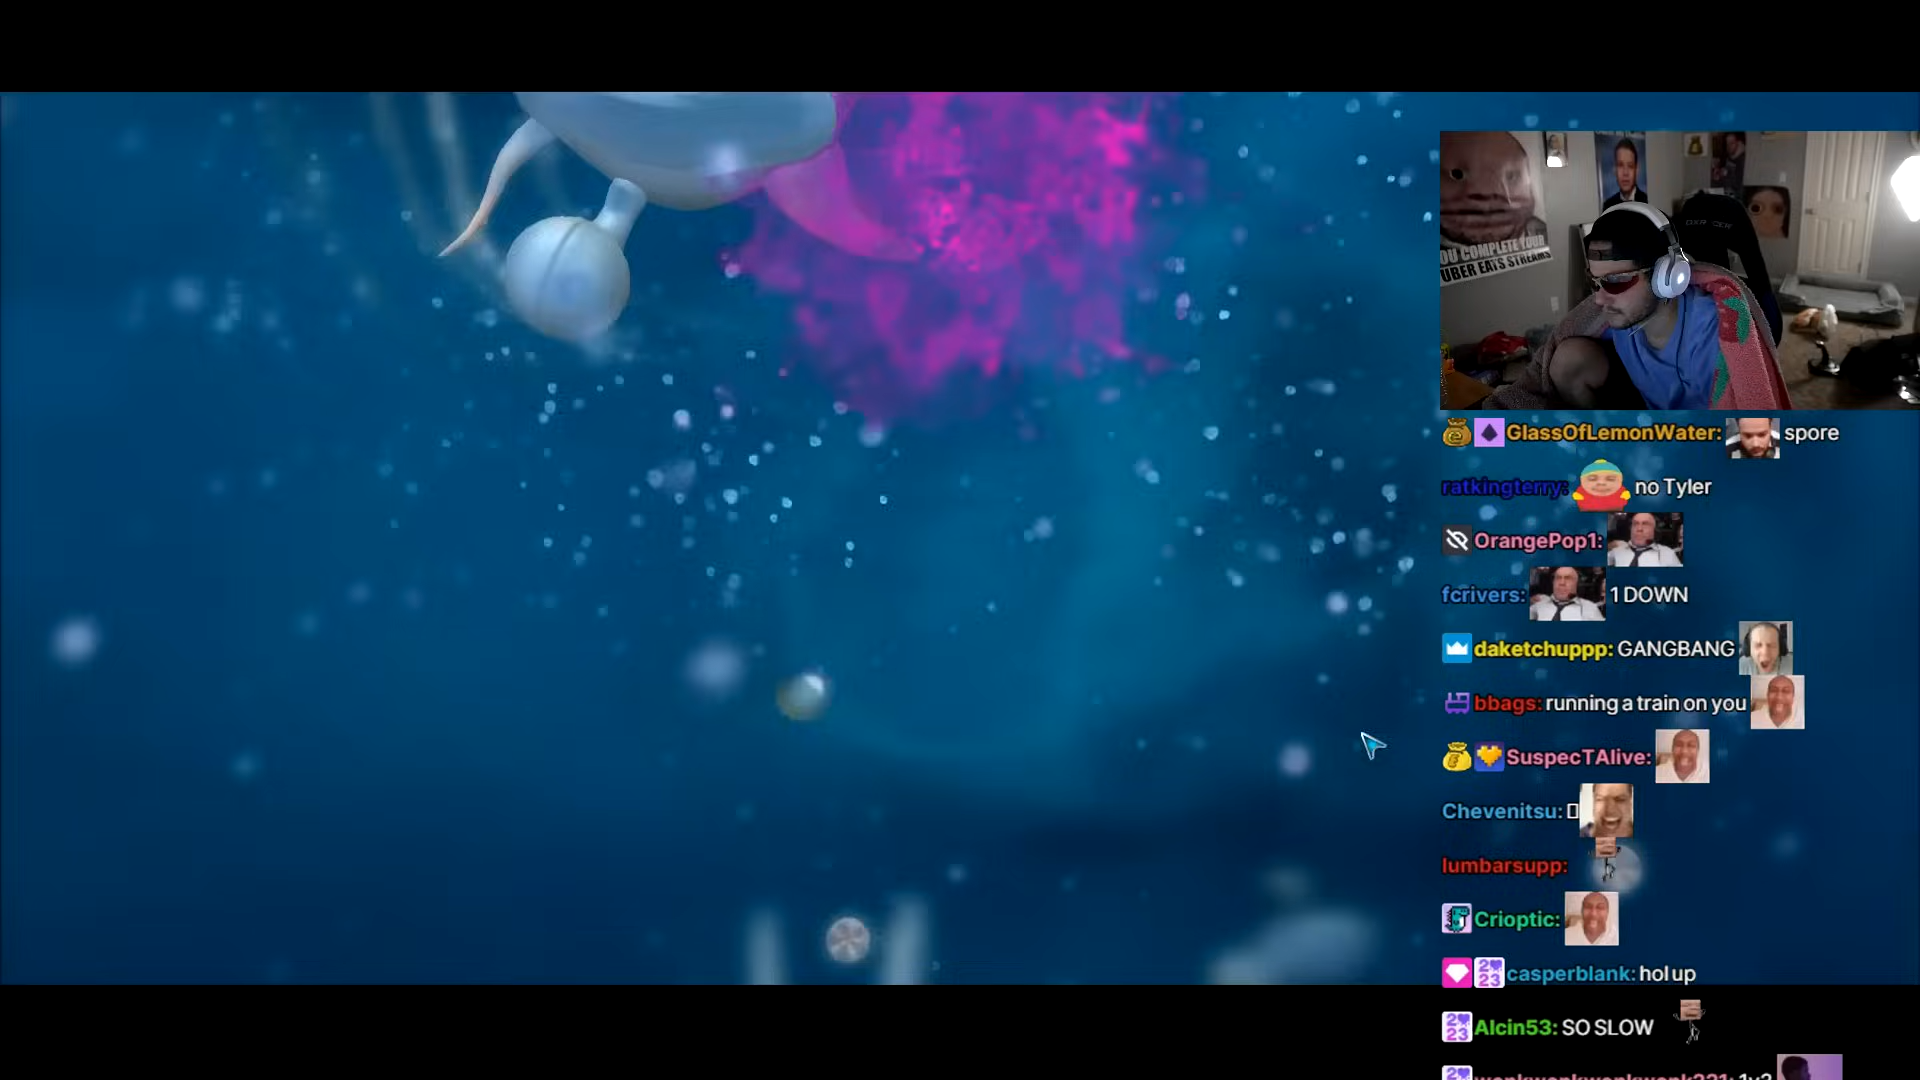 YOU COMPLETE YOUR
UBER EATS STREAMS
GlassOfLemonWater: spore
ratkingterry: no Tyler
OrangePop1:
fcrivers: 1 DOWN
daketchuppp: GANGBANG
bbags: running a train on you
SuspecTAlive:
Chevenitsu:
lumbarsupp:
Crioptic:
casperblank: hol up
Alcin53: SO SLOW